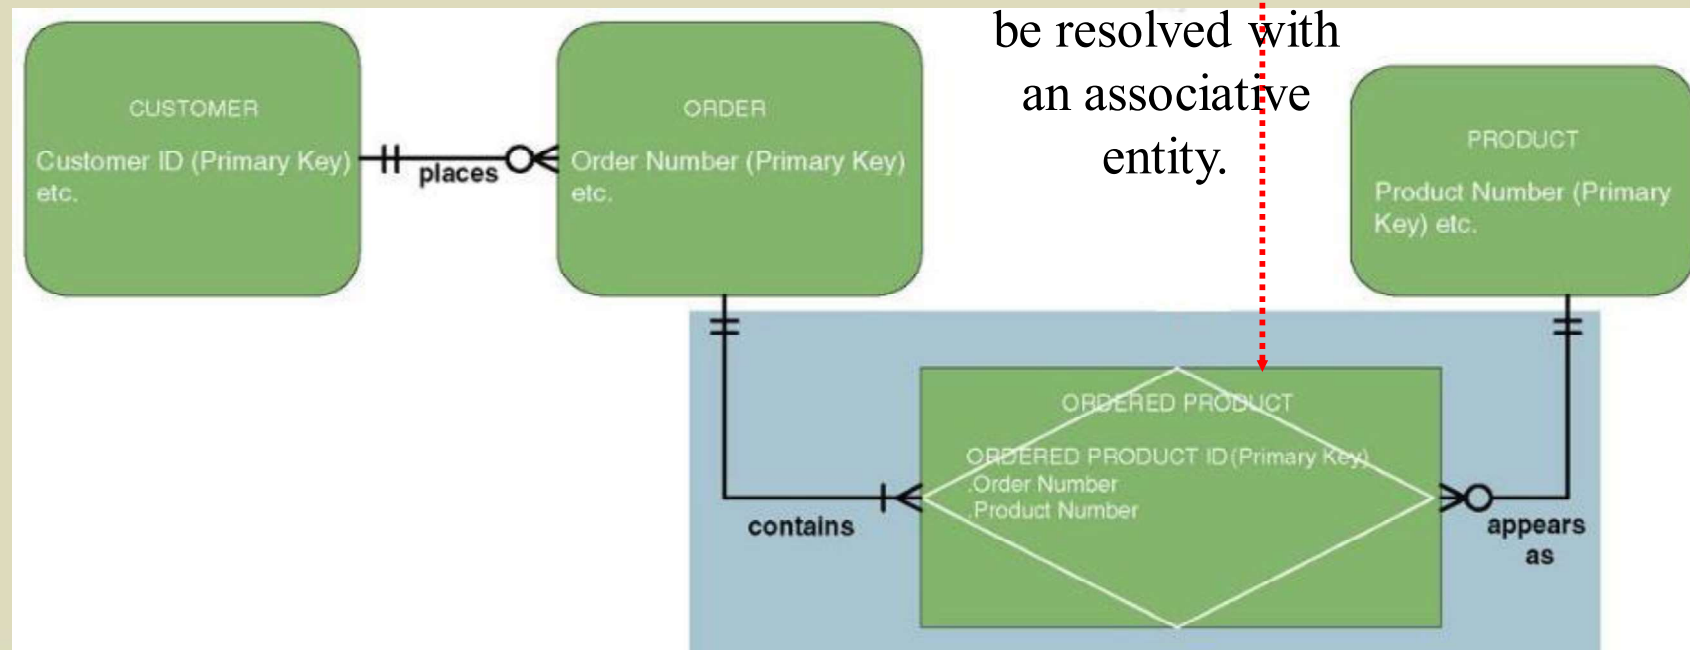 be resolved with
an associative
entity.
CUSTOMER
Customer ID (Primary Key)
etc.
places
ORDER
Order Number (Primary Key)
etc.
PRODUCT
Product Number (Primary
Key) etc.
ORDERED PRODUCT
ORDERED PRODUCT ID(Primary Key)
.Order Number
.Product Number
contains
appears
as